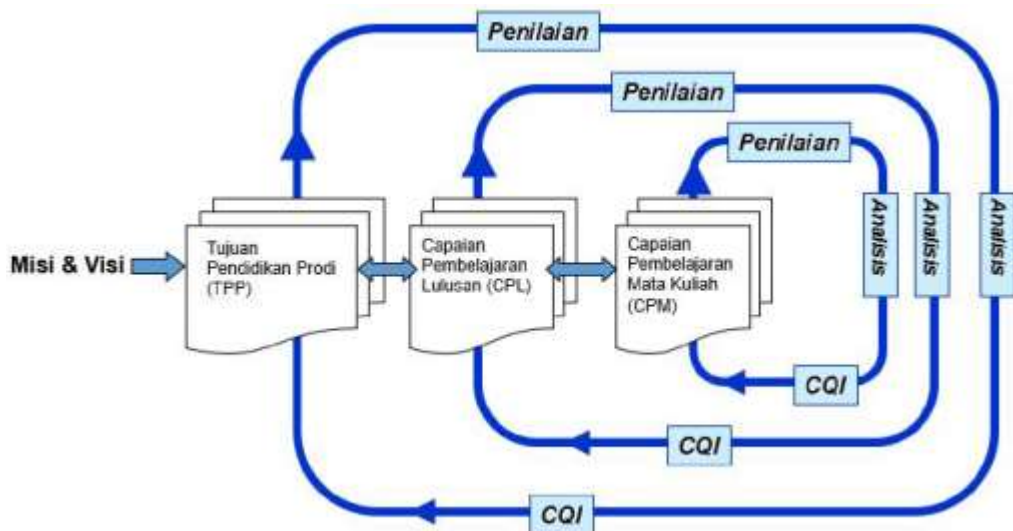 Penilaian
Penilaian
Penilaian
Misi & Visi
Tujuan
Pendidikan Prodi
(TPP)
Capaian
Pembelajaran
Lulusan (CPL)
Capaian
Pembelajaran
Mata Kuliah
(CPM)
Analisis
Analisis
Analisis
CQI
CQI
CQI